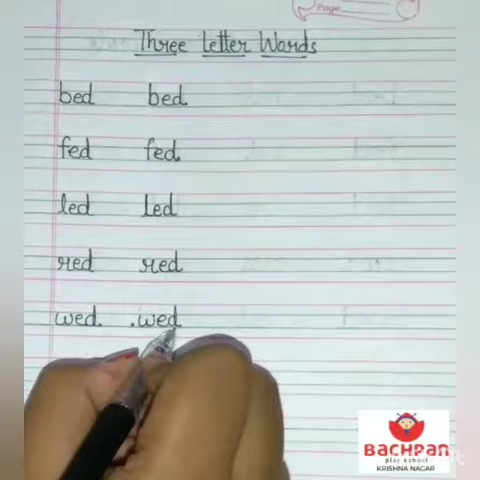 Page
Three letter Words
bed bed
fed fed
led led
red red
wed. .wed
BACHPAN
play school
KRISHNA NAGAR